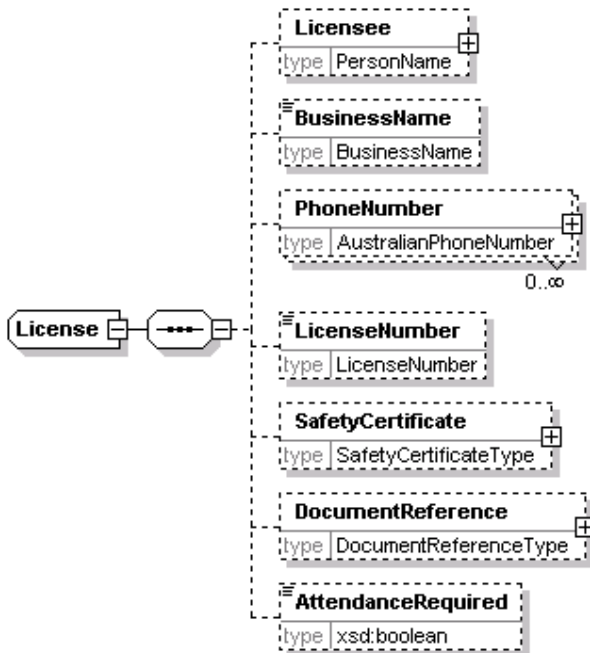 Licensee
type PersonName
BusinessName
type BusinessName
PhoneNumber
type AustralianPhoneNumber
0..∞
License
LicenseNumber
type LicenseNumber
SafetyCertificate
type SafetyCertificateType
DocumentReference
type DocumentReferenceType
AttendanceRequired
type xsd:boolean